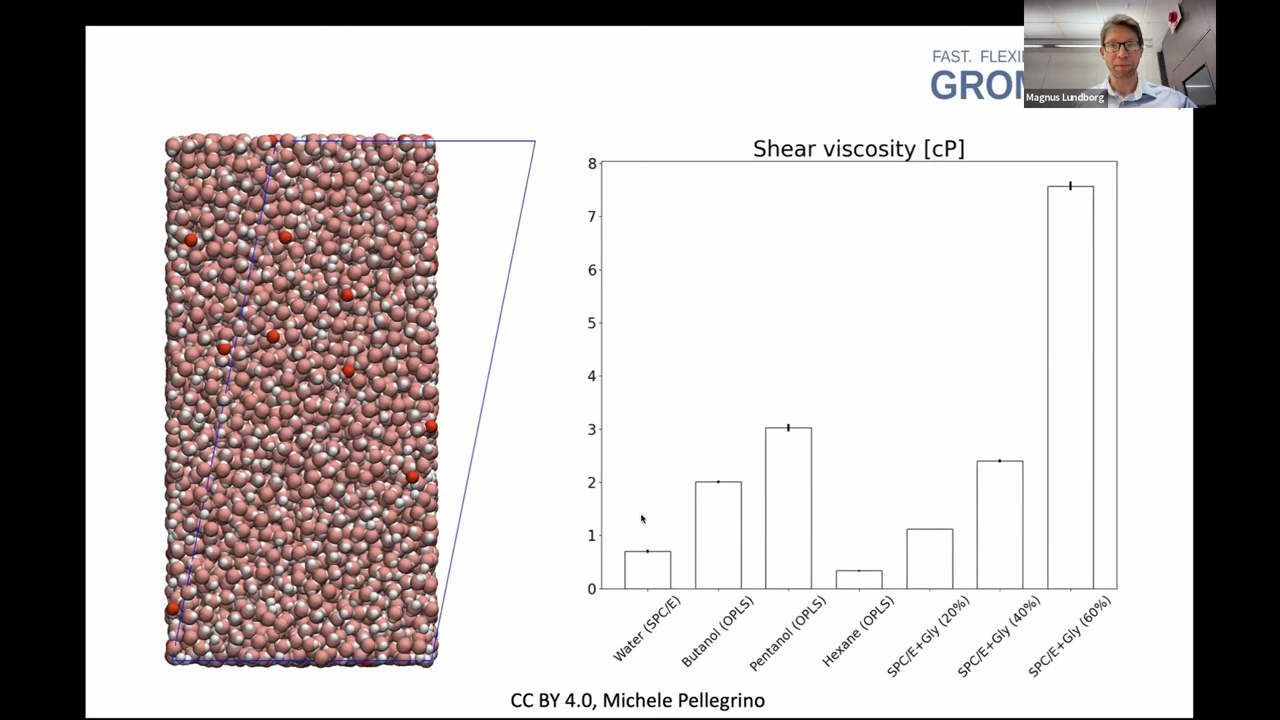 FAST. FLEXI
GROM
Magnus Lundborg
Shear viscosity [cP]
8
7
6
5
4
3
2
1
0
Water (SPC/E)
Butanol (OPLS)
Pentanol (OPLS)
Hexane (OPLS)
SPC/E+Gly (20%)
SPC/E+Gly (40%)
SPC/E+Gly (60%)
CC BY 4.0, Michele Pellegrino